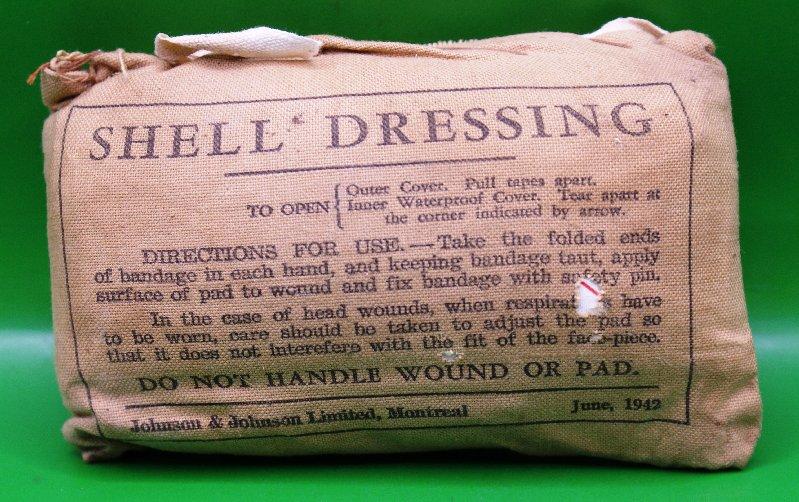 SHELL DRESSING
TO OPEN { Outer Cover. Pull tapes apart.
Inner Waterproof Cover. Tear apart at
the corner indicated by arrow.
DIRECTIONS FOR USE.—Take the folded ends
of bandage in each hand, and keeping bandage taut, apply
surface of pad to wound and fix bandage with safety pin.
In the case of head wounds, when respirators have
to be worn, care should be taken to adjust the pad so
that it does not interefere with the fit of the face-piece.
DO NOT HANDLE WOUND OR PAD.
Johnson & Johnson Limited, Montreal June, 1942